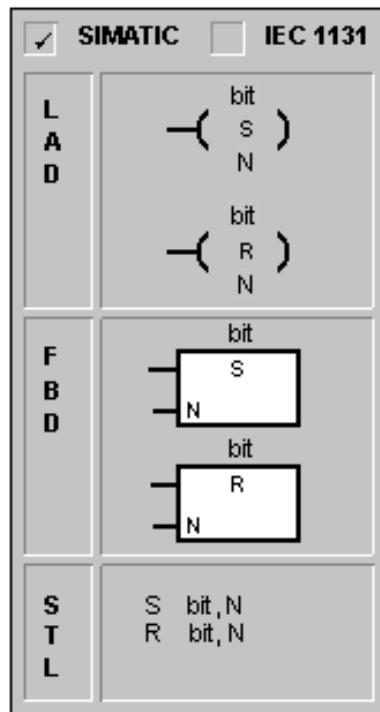 ✓ SIMATIC IEC 1131
L
A
D
bit
S
N
bit
R
N
F
B
D
bit
S
N
bit
R
N
S
T
L
S bit, N
R bit, N